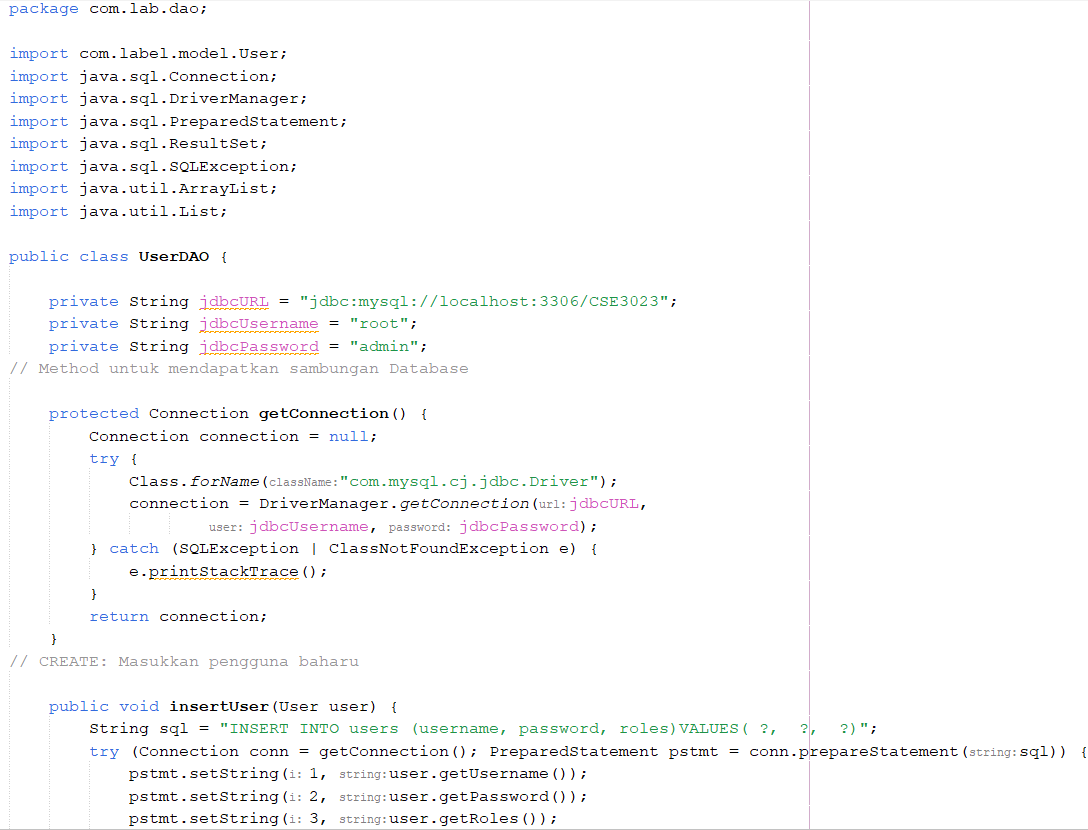 package com.lab.dao;
import com.label.model.User;
import java.sql.Connection;
import java.sql.DriverManager;
import java.sql.PreparedStatement;
import java.sql.ResultSet;
import java.sql.SQLException;
import java.util.ArrayList;
import java.util.List;
public class UserDAO {
private String jdbcURL = "jdbc:mysql://localhost:3306/CSE3023";
private String jdbcUsername = "root";
private String jdbcPassword = "admin";
// Method untuk mendapatkan sambungan Database
protected Connection getConnection() {
Connection connection = null;
try {
Class.forName(className:"com.mysql.cj.jdbc.Driver");
connection = DriverManager.getConnection(url:jdbcURL,
user: jdbcUsername, password: jdbcPassword);
} catch (SQLException | ClassNotFoundException e) {
e.printStackTrace();
}
return connection;
}
// CREATE: Masukkan pengguna baharu
public void insertUser(User user) {
String sql = "INSERT INTO users (username, password, roles)VALUES( ?,  ?,  ?)";
try (Connection conn = getConnection(); PreparedStatement pstmt = conn.prepareStatement(string:sql)) {
pstmt.setString(i: 1, string:user.getUsername());
pstmt.setString(i: 2, string:user.getPassword());
pstmt.setString(i: 3, string:user.getRoles());